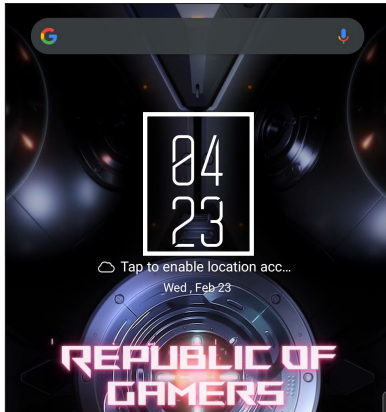 04
23
Tap to enable location acc...
Wed , Feb 23
REPUBLIC OF
GAMERS